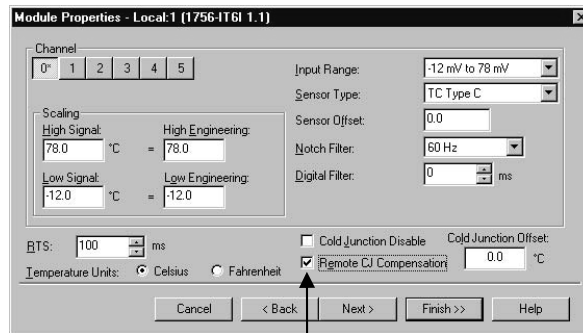 Module Properties - Local:1 (1756-IT6I 1.1)
Channel
0* 1 2 3 4 5
Input Range: -12 mV to 78 mV
Sensor Type: TC Type C
Sensor Offset: 0.0
Notch Filter: 60 Hz
Digital Filter: 0 ms
Scaling
High Signal: High Engineering:
78.0 °C = 78.0
Low Signal: Low Engineering:
-12.0 °C = -12.0
RTS: 100 ms
Temperature Units: Celsius Fahrenheit
Cold Junction Disable
Remote CJ Compensation
Cold Junction Offset:
0.0 °C
Cancel < Back Next > Finish >> Help